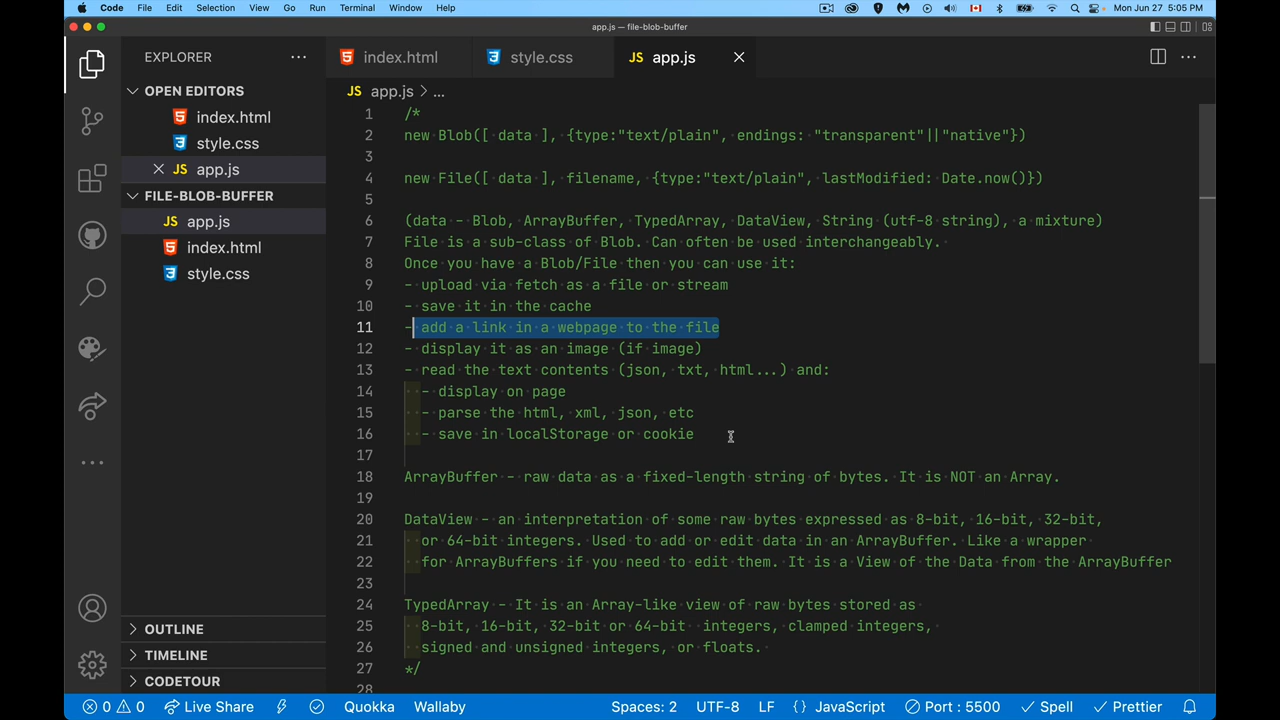 Code File Edit Selection View Go Run Terminal Window Help Mon Jun 27 5:05 PM
app.js — file-blob-buffer
EXPLORER
OPEN EDITORS
index.html
style.css
JS app.js
FILE-BLOB-BUFFER
JS app.js
index.html
style.css
OUTLINE
TIMELINE
CODETOUR
index.html style.css JS app.js
JS app.js > ...
1 /*
2 new Blob([ data ], {type:"text/plain", endings: "transparent"||"native"})
3
4 new File([ data ], filename, {type:"text/plain", lastModified: Date.now()})
5
6 (data - Blob, ArrayBuffer, TypedArray, DataView, String (utf-8 string), a mixture)
7 File is a sub-class of Blob. Can often be used interchangeably.
8 Once you have a Blob/File then you can use it:
9 - upload via fetch as a file or stream
10 - save it in the cache
11 - add a link in a webpage to the file
12 - display it as an image (if image)
13 - read the text contents (json, txt, html...) and:
14 - display on page
15 - parse the html, xml, json, etc
16 - save in localStorage or cookie
17
18 ArrayBuffer - raw data as a fixed-length string of bytes. It is NOT an Array.
19
20 DataView - an interpretation of some raw bytes expressed as 8-bit, 16-bit, 32-bit,
21 or 64-bit integers. Used to add or edit data in an ArrayBuffer. Like a wrapper
22 for ArrayBuffers if you need to edit them. It is a View of the Data from the ArrayBuffer
23
24 TypedArray - It is an Array-like view of raw bytes stored as
25 8-bit, 16-bit, 32-bit or 64-bit integers, clamped integers,
26 signed and unsigned integers, or floats.
27 */
28
0 0 Live Share Quokka Wallaby Spaces: 2 UTF-8 LF {} JavaScript Port : 5500 Spell Prettier